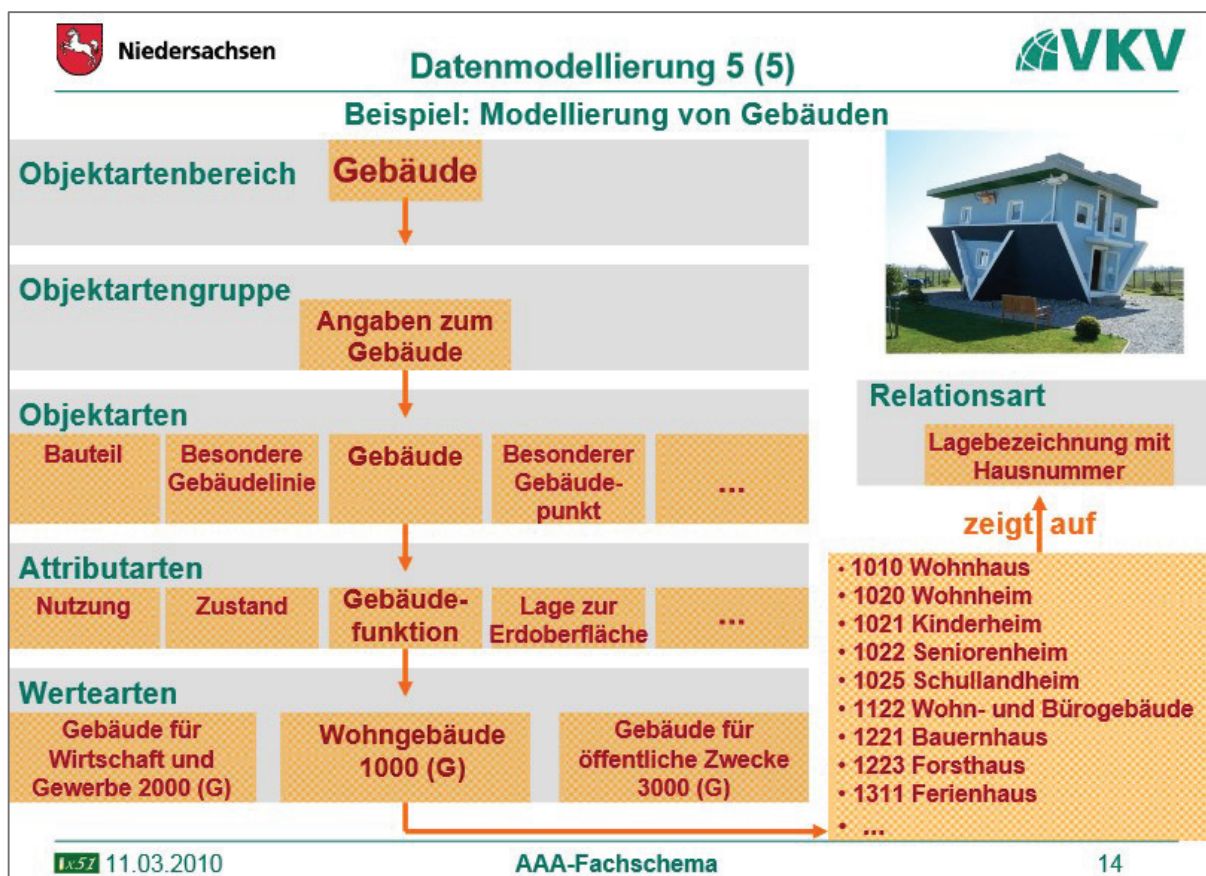 Niedersachsen
Datenmodellierung 5 (5)
VKV
Beispiel: Modellierung von Gebäuden
Objektartenbereich
Gebäude
Objektartengruppe
Angaben zum
Gebäude
Objektarten
Bauteil
Besondere
Gebäudelinie
Gebäude
Besonderer
Gebäude-
punkt
...
Attributarten
Nutzung
Zustand
Gebäude-
funktion
Lage zur
Erdoberfläche
...
Wertearten
Gebäude für
Wirtschaft und
Gewerbe 2000 (G)
Wohngebäude
1000 (G)
Gebäude für
öffentliche Zwecke
3000 (G)
Relationsart
Lagebezeichnung mit
Hausnummer
zeigt auf
• 1010 Wohnhaus
• 1020 Wohnheim
• 1021 Kinderheim
• 1022 Seniorenheim
• 1025 Schullandheim
• 1122 Wohn- und Bürogebäude
• 1221 Bauernhaus
• 1223 Forsthaus
• 1311 Ferienhaus
• ...
1x51 11.03.2010
AAA-Fachschema
14